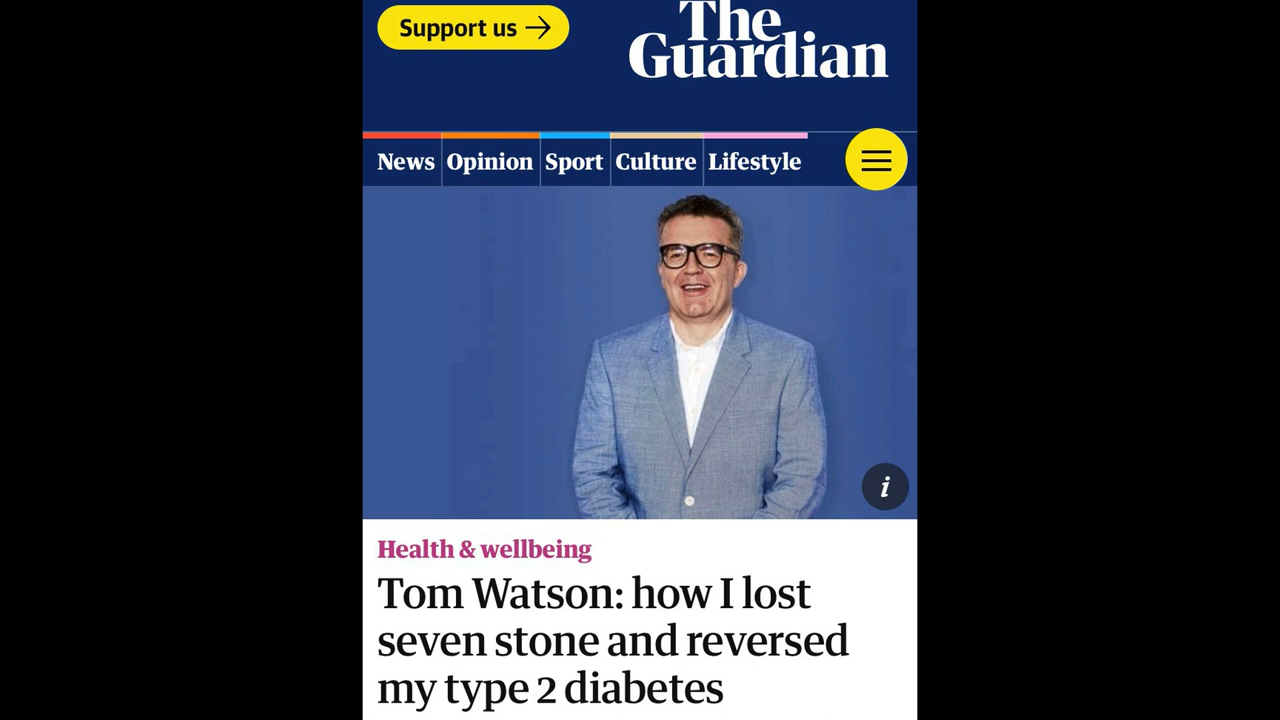 Support us →
The
Guardian
News
Opinion
Sport
Culture
Lifestyle
i
Health & wellbeing
Tom Watson: how I lost
seven stone and reversed
my type 2 diabetes